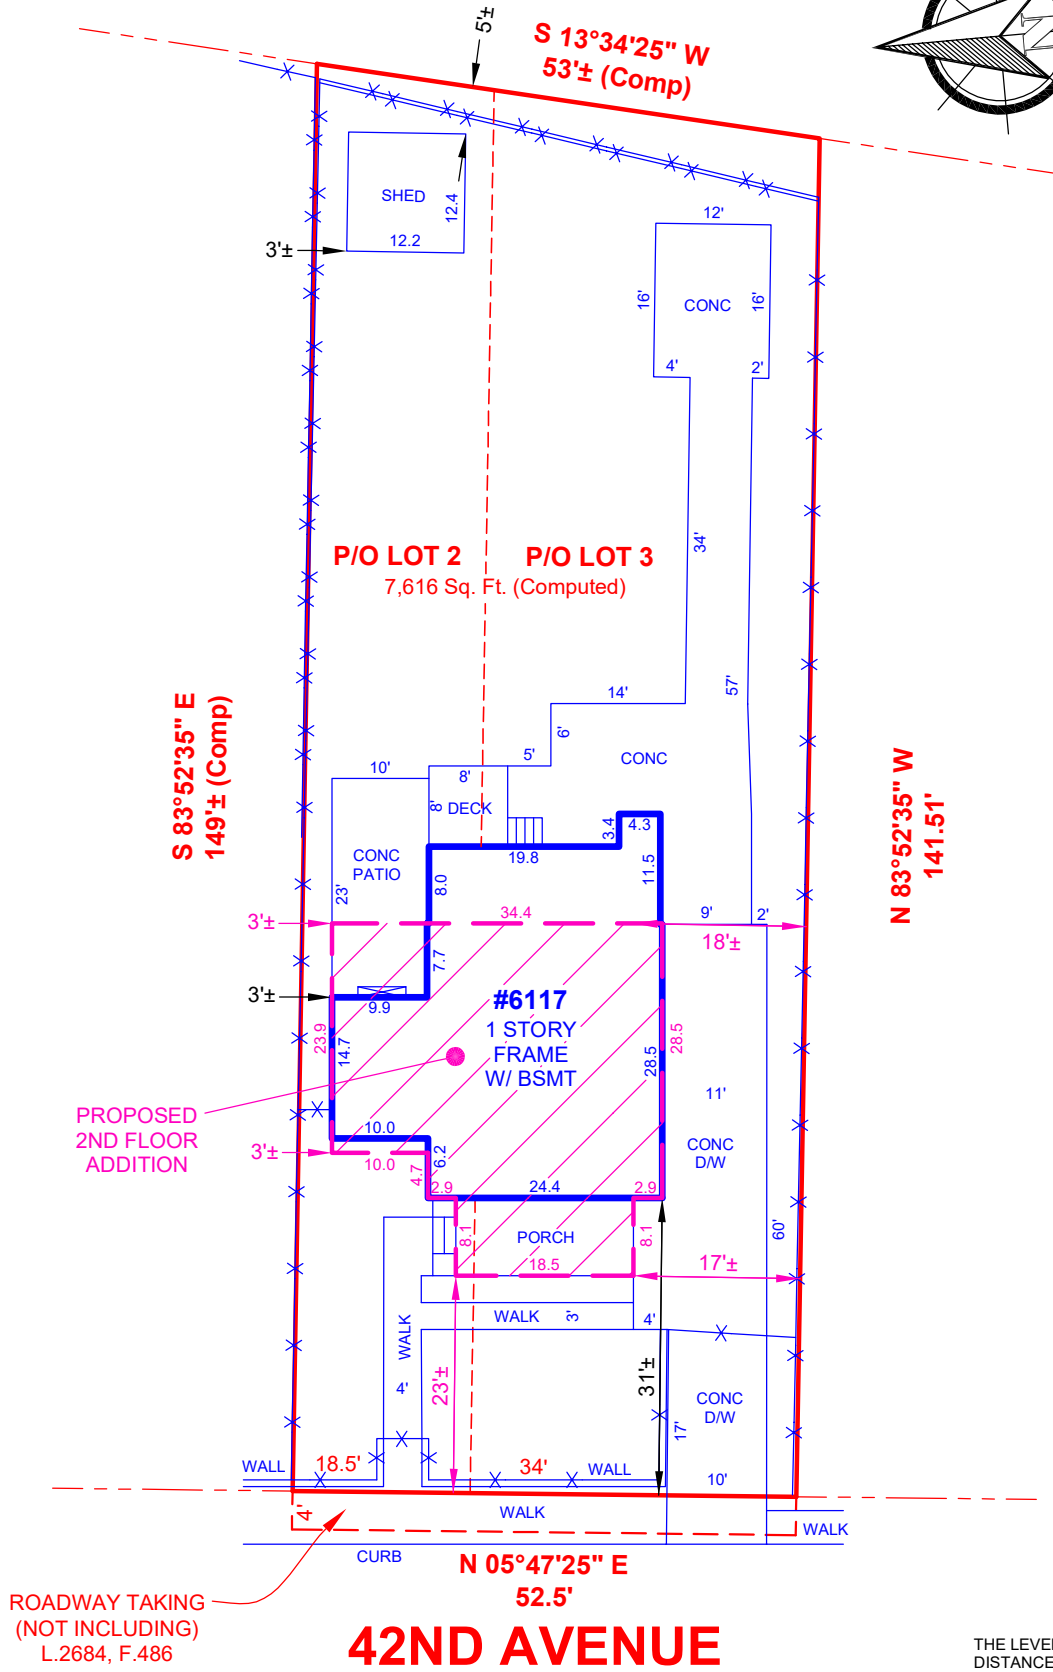 5'±
S 13°34'25" W
53'± (Comp)
N
SHED
12.4
12.2
3'±
12'
16'
CONC
16'
4'
2'
34'
P/O LOT 2
P/O LOT 3
7,616 Sq. Ft. (Computed)
S 83°52'35" E
149'± (Comp)
57'
14'
6'
5'
CONC
10'
8'
8'
DECK
3.4
4.3
N 83°52'35" W
141.51'
CONC
PATIO
19.8
11.5
8.0
23'
3'±
34.4
9'
2'
18'±
7.7
3'±
9.9
#6117
1 STORY
FRAME
W/ BSMT
23.9
14.7
28.5
28.5
11'
PROPOSED
2ND FLOOR
ADDITION
10.0
3'±
10.0
6.2
4.7
CONC
D/W
2.9
24.4
2.9
8.1
PORCH
8.1
18.5
60'
17'±
WALK
3'
4'
WALK
4'
23'±
31'±
CONC
D/W
17'
WALL
18.5'
34'
WALL
10'
4'
WALK
WALK
CURB
N 05°47'25" E
52.5'
ROADWAY TAKING
(NOT INCLUDING)
L.2684, F.486
42ND AVENUE
THE LEVEL
DISTANCE